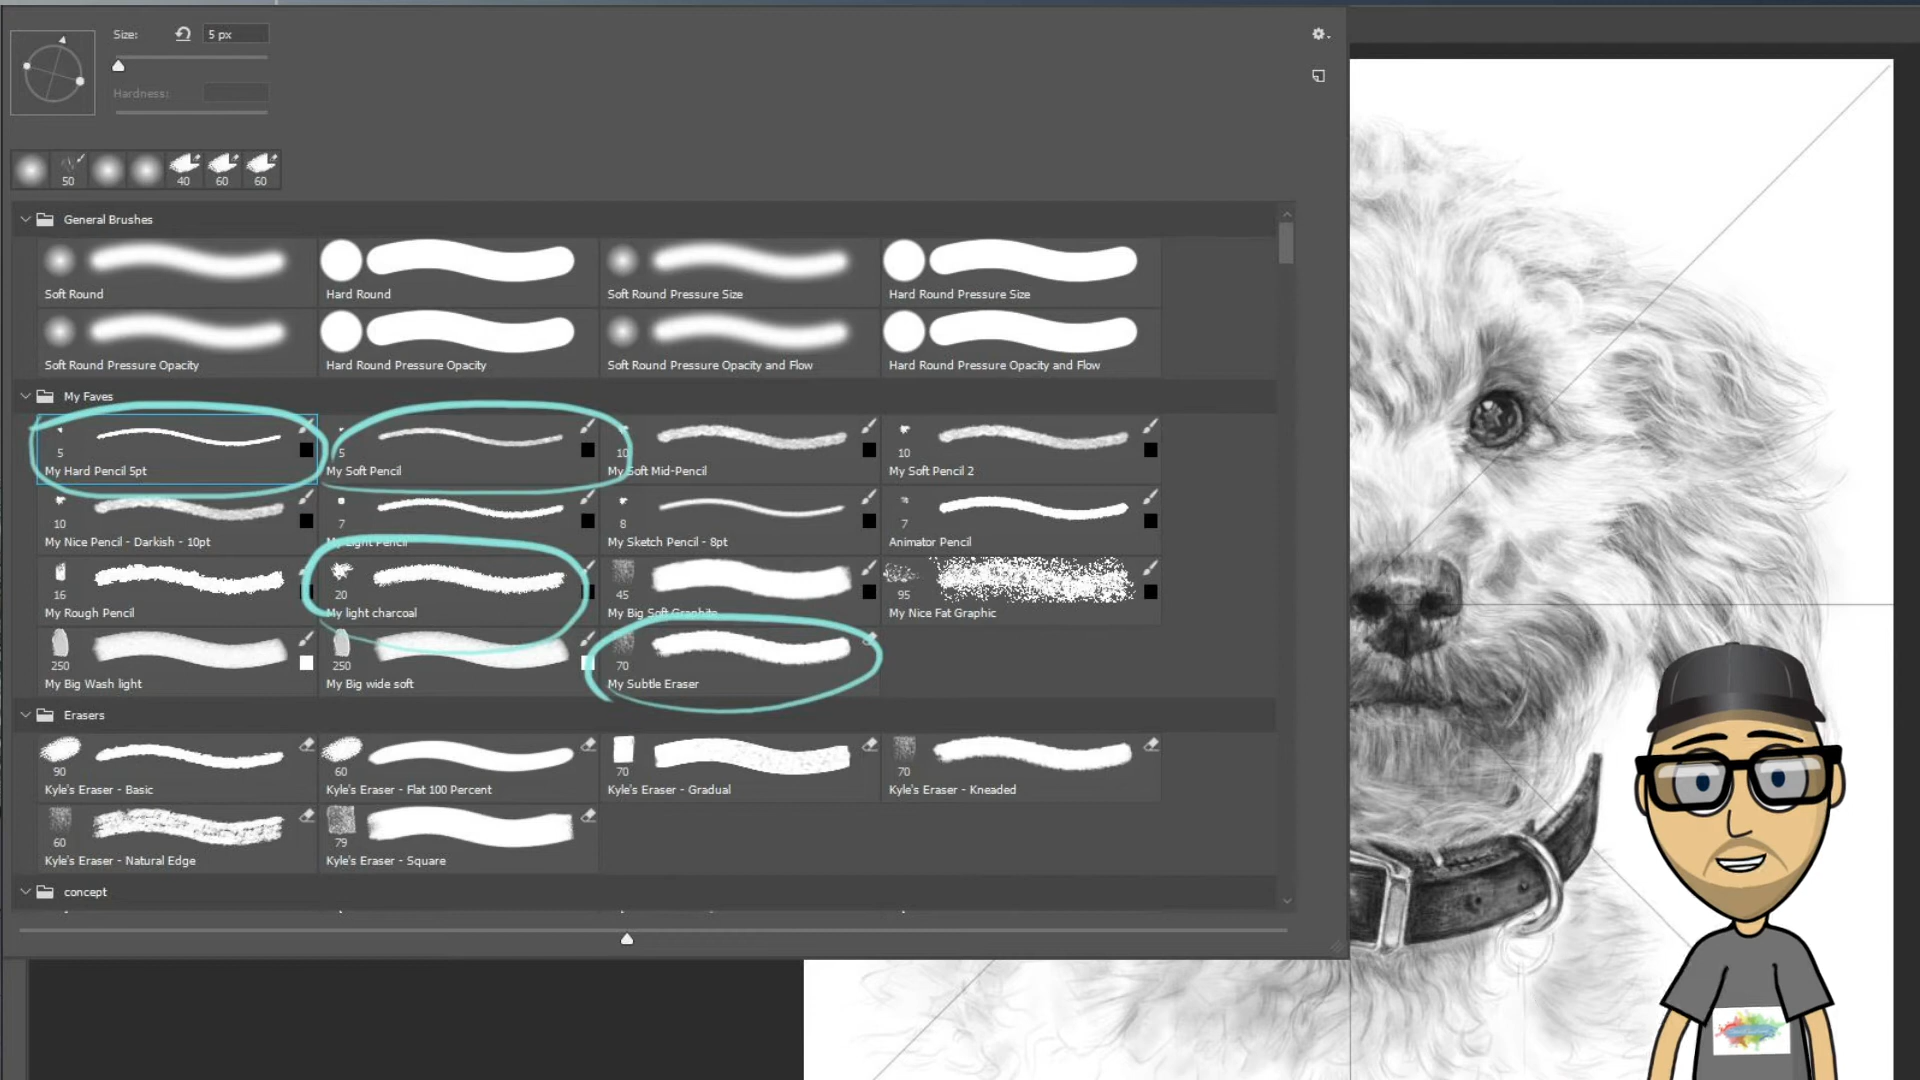 Size: 5 px
Hardness:
50 40 60 60
General Brushes
Soft Round Hard Round Soft Round Pressure Size Hard Round Pressure Size
Soft Round Pressure Opacity Hard Round Pressure Opacity Soft Round Pressure Opacity and Flow Hard Round Pressure Opacity and Flow
My Faves
5 5 10 10
My Hard Pencil 5pt My Soft Pencil My Soft Mid-Pencil My Soft Pencil 2
10 7 8 7
My Nice Pencil - Darkish - 10pt My Light Pencil My Sketch Pencil - 8pt Animator Pencil
16 20 45 95
My Rough Pencil My light charcoal My Big Soft Graphite My Nice Fat Graphic
250 250 70
My Big Wash light My Big wide soft My Subtle Eraser
Erasers
90 60 70 70
Kyle's Eraser - Basic Kyle's Eraser - Flat 100 Percent Kyle's Eraser - Gradual Kyle's Eraser - Kneaded
60 79
Kyle's Eraser - Natural Edge Kyle's Eraser - Square
concept